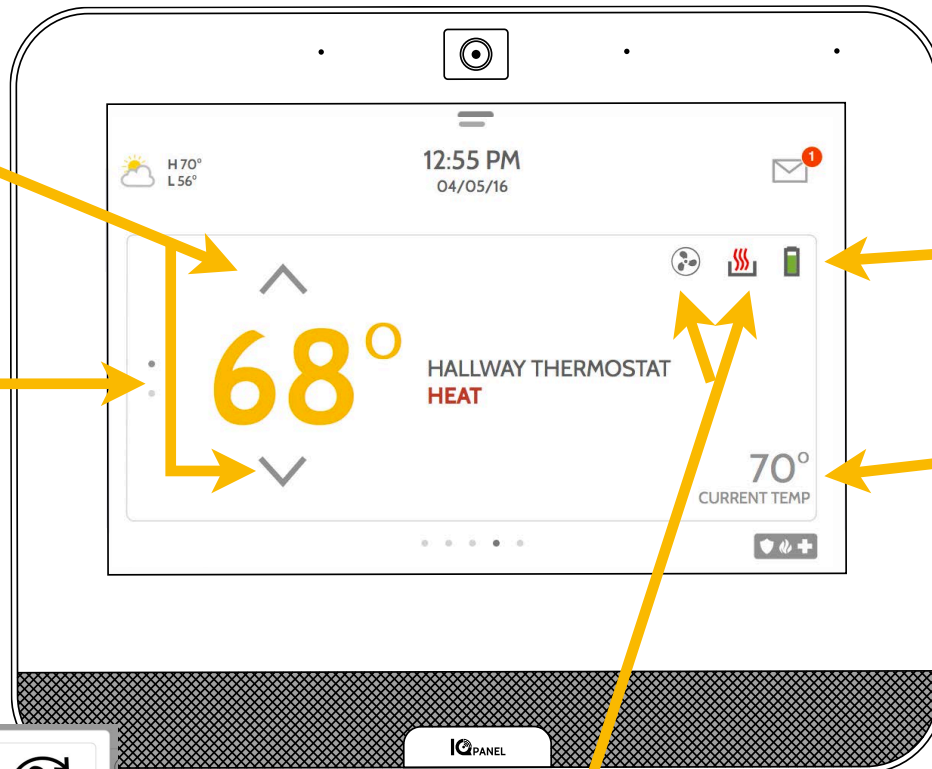 H 70°
L 56°
12:55 PM
04/05/16
1
68°
HALLWAY THERMOSTAT
HEAT
70°
CURRENT TEMP
IQ PANEL